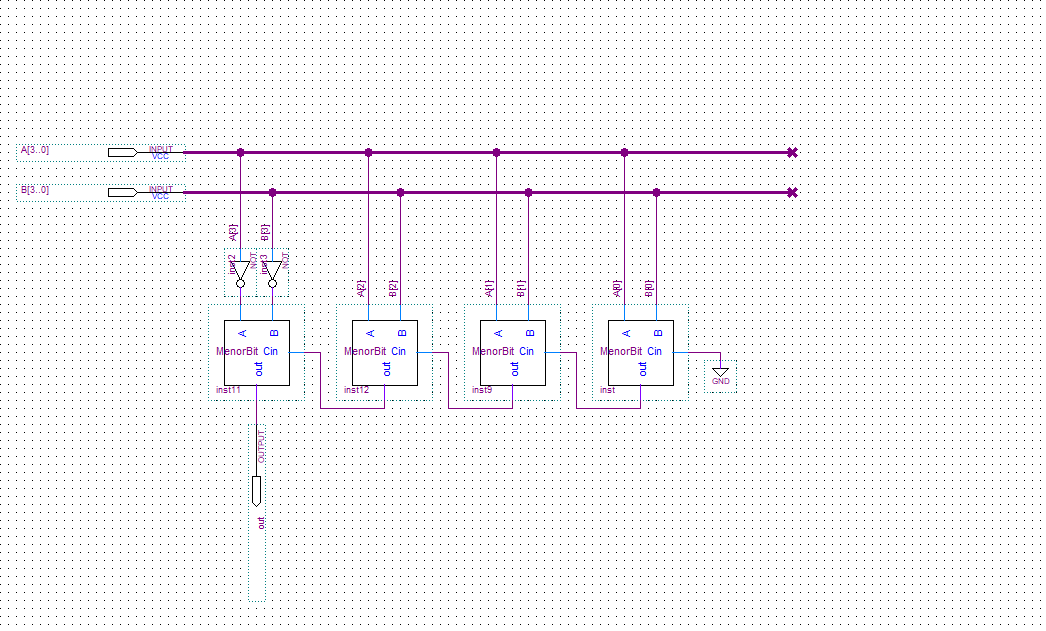 A[3..0]
INPUT
VCC
B[3..0]
INPUT
VCC
A[3]
B[3]
inst2
NOT
inst3
NOT
A[2]
B[2]
A[1]
B[1]
A[0]
B[0]
A
B
MenorBit
Cin
out
inst11
A
B
MenorBit
Cin
out
inst12
A
B
MenorBit
Cin
out
inst9
A
B
MenorBit
Cin
out
inst
GND
OUTPUT
out